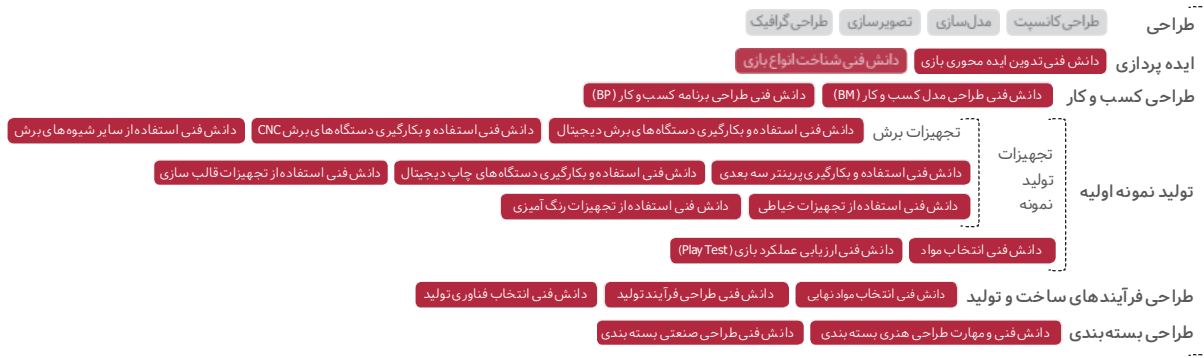 طراحی طراحی کانسپت مدل‌سازی تصویرسازی طراحی گرافیک
ایده پردازی دانش فنی تدوین ایده محوری بازی دانش فنی شناخت انواع بازی
طراحی کسب و کار دانش فنی طراحی مدل کسب و کار (BM) دانش فنی طراحی برنامه کسب و کار (BP)
تجهیزات برش دانش فنی استفاده و بکارگیری دستگاه‌های برش دیجیتال دانش فنی استفاده و بکارگیری دستگاه‌های برش CNC دانش فنی استفاده از سایر شیوه‌های برش
تولید نمونه اولیه
تجهیزات
تولید
نمونه
دانش فنی استفاده و بکارگیری پرینتر سه بعدی دانش فنی استفاده و بکارگیری دستگاه های چاپ دیجیتال دانش فنی استفاده از تجهیزات قالب سازی
دانش فنی استفاده از تجهیزات خیاطی دانش فنی استفاده از تجهیزات رنگ آمیزی
دانش فنی انتخاب مواد دانش فنی ارزیابی عملکرد بازی (Play Test)
طراحی فرآیندهای ساخت و تولید دانش فنی انتخاب مواد نهایی دانش فنی طراحی فرآیند تولید دانش فنی انتخاب فناوری تولید
طراحی بسته‌بندی دانش فنی و مهارت طراحی هنری بسته بندی دانش فنی طراحی صنعتی بسته بندی